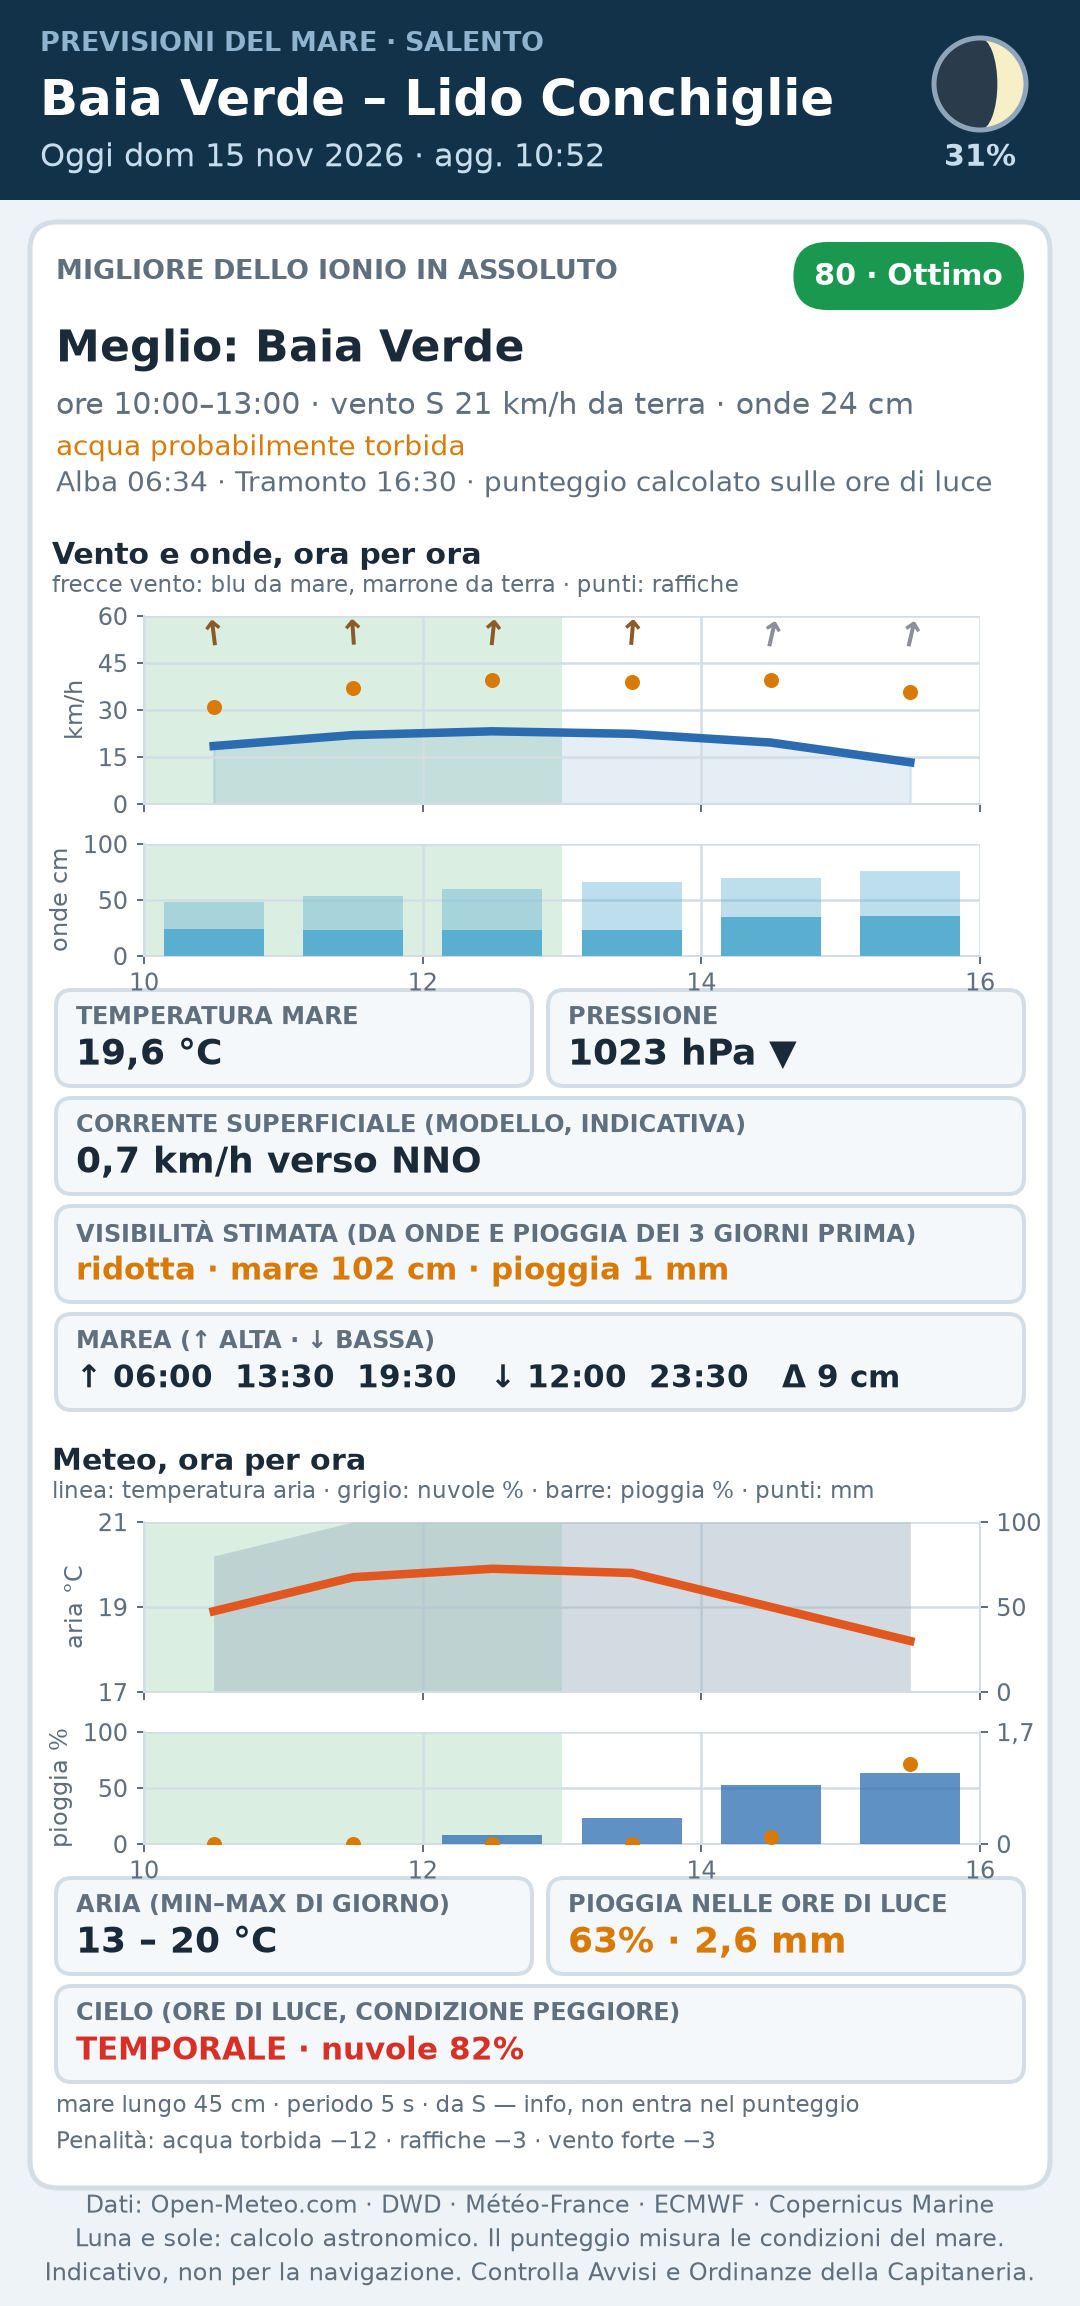 PREVISIONI DEL MARE · SALENTO
Baia Verde – Lido Conchiglie
Oggi dom 15 nov 2026 · agg. 10:52
31%
MIGLIORE DELLO IONIO IN ASSOLUTO
80 · Ottimo
Meglio: Baia Verde
ore 10:00–13:00 · vento S 21 km/h da terra · onde 24 cm
acqua probabilmente torbida
Alba 06:34 · Tramonto 16:30 · punteggio calcolato sulle ore di luce
Vento e onde, ora per ora
frecce vento: blu da mare, marrone da terra · punti: raffiche
km/h
60
45
30
15
0
onde cm
100
50
0
10 12 14 16
TEMPERATURA MARE
19,6 °C
PRESSIONE
1023 hPa ▼
CORRENTE SUPERFICIALE (MODELLO, INDICATIVA)
0,7 km/h verso NNO
VISIBILITÀ STIMATA (DA ONDE E PIOGGIA DEI 3 GIORNI PRIMA)
ridotta · mare 102 cm · pioggia 1 mm
MAREA (↑ ALTA · ↓ BASSA)
↑ 06:00 13:30 19:30 ↓ 12:00 23:30 Δ 9 cm
Meteo, ora per ora
linea: temperatura aria · grigio: nuvole % · barre: pioggia % · punti: mm
aria °C
21
19
17
100
50
0
pioggia %
100
50
0
1,7
0
10 12 14 16
ARIA (MIN–MAX DI GIORNO)
13 – 20 °C
PIOGGIA NELLE ORE DI LUCE
63% · 2,6 mm
CIELO (ORE DI LUCE, CONDIZIONE PEGGIORE)
TEMPORALE · nuvole 82%
mare lungo 45 cm · periodo 5 s · da S — info, non entra nel punteggio
Penalità: acqua torbida −12 · raffiche −3 · vento forte −3
Dati: Open-Meteo.com · DWD · Météo-France · ECMWF · Copernicus Marine
Luna e sole: calcolo astronomico. Il punteggio misura le condizioni del mare.
Indicativo, non per la navigazione. Controlla Avvisi e Ordinanze della Capitaneria.